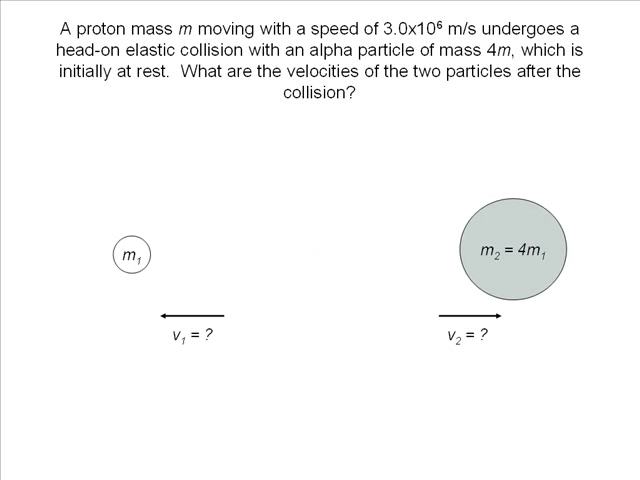 A proton mass m moving with a speed of 3.0x10⁶ m/s undergoes a
head-on elastic collision with an alpha particle of mass 4m, which is
initially at rest.  What are the velocities of the two particles after the
collision?
m₁
m₂ = 4m₁
v₁ = ?
v₂ = ?